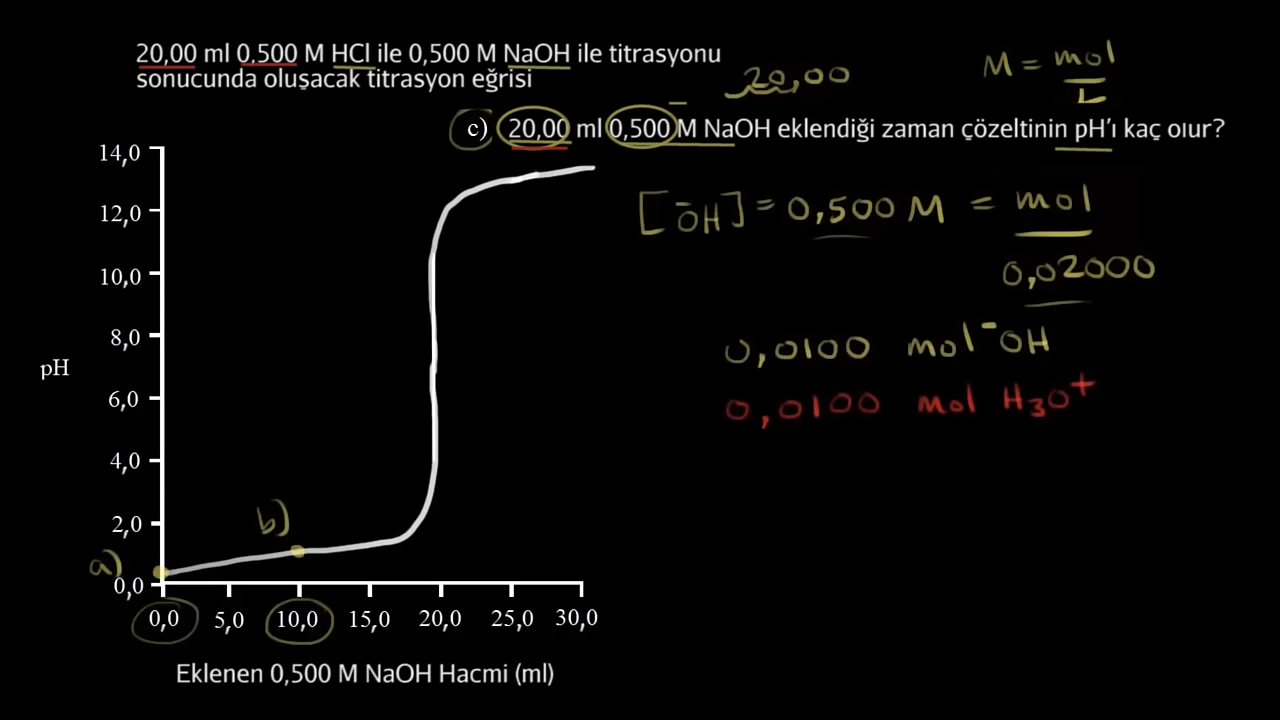 20,00 ml 0,500 M HCl ile 0,500 M NaOH ile titrasyonu
sonucunda oluşacak titrasyon eğrisi
20,00
M = mol
L
c) 20,00 ml 0,500 M NaOH eklendiği zaman çözeltinin pH'ı kaç olur?
[⁻OH] = 0,500 M = mol
0,02000
0,0100 mol ⁻OH
0,0100 mol H₃O⁺
14,0
12,0
10,0
8,0
pH
6,0
4,0
2,0
0,0
b)
a)
0,0 5,0 10,0 15,0 20,0 25,0 30,0
Eklenen 0,500 M NaOH Hacmi (ml)